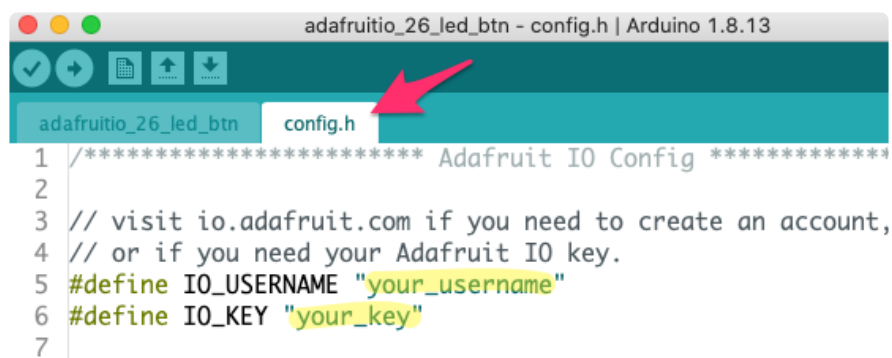 adafruitio_26_led_btn - config.h | Arduino 1.8.13
adafruitio_26_led_btn config.h
1 /************************ Adafruit IO Config *************
2
3 // visit io.adafruit.com if you need to create an account,
4 // or if you need your Adafruit IO key.
5 #define IO_USERNAME "your_username"
6 #define IO_KEY "your_key"
7